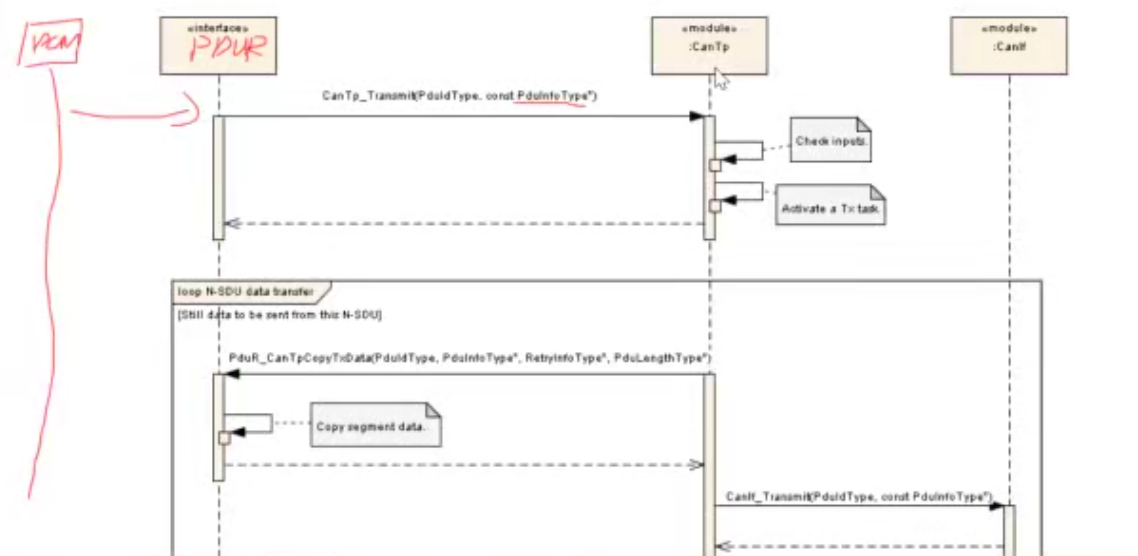 DCM
«interface»
PDUR
«module»
:CanTp
«module»
:CanIf
CanTp_Transmit(PduIdType, const PduInfoType*)
Check inputs.
Activate a Tx task
loop N-SDU data transfer
[Still data to be sent from this N-SDU]
PduR_CanTpCopyTxData(PduIdType, PduInfoType*, RetryInfoType*, PduLengthType*)
Copy segment data.
CanIf_Transmit(PduIdType, const PduInfoType*)